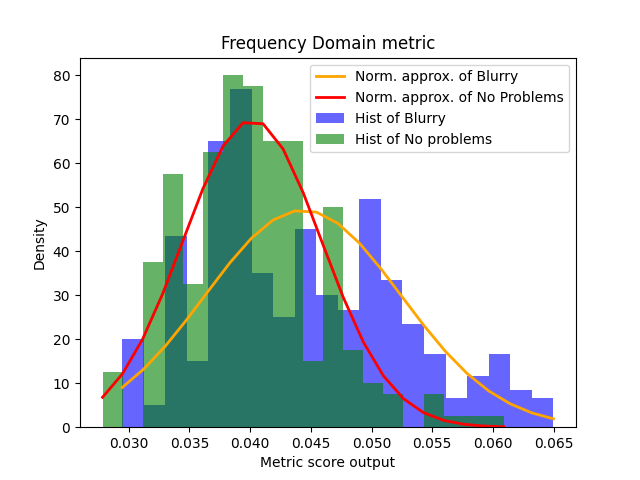 Frequency Domain metric
Norm. approx. of Blurry
Norm. approx. of No Problems
Hist of Blurry
Hist of No problems
80
70
60
50
40
30
20
10
0
Density
0.030 0.035 0.040 0.045 0.050 0.055 0.060 0.065
Metric score output